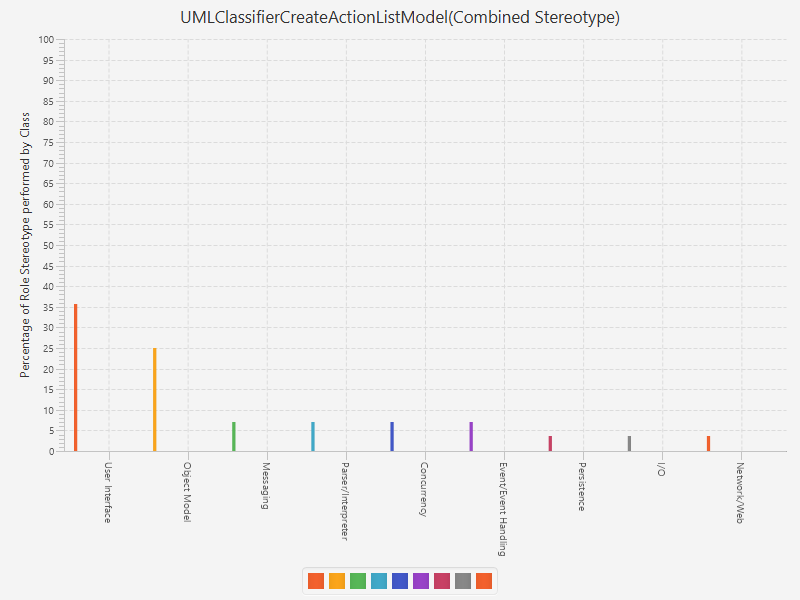 UMLClassifierCreateActionListModel(Combined Stereotype)
Percentage of Role Stereotype performed by Class
100
95
90
85
80
75
70
65
60
55
50
45
40
35
30
25
20
15
10
5
0
User Interface
Object Model
Messaging
Parser/Interpreter
Concurrency
Event/Event Handling
Persistence
I/O
Network/Web